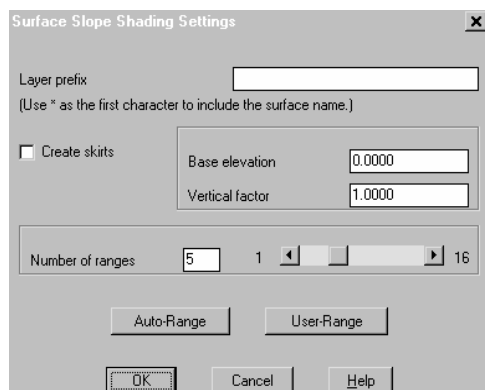 Surface Slope Shading Settings
Layer prefix
(Use * as the first character to include the surface name.)
Create skirts
Base elevation 0.0000
Vertical factor 1.0000
Number of ranges 5 1 16
Auto-Range User-Range
OK Cancel Help